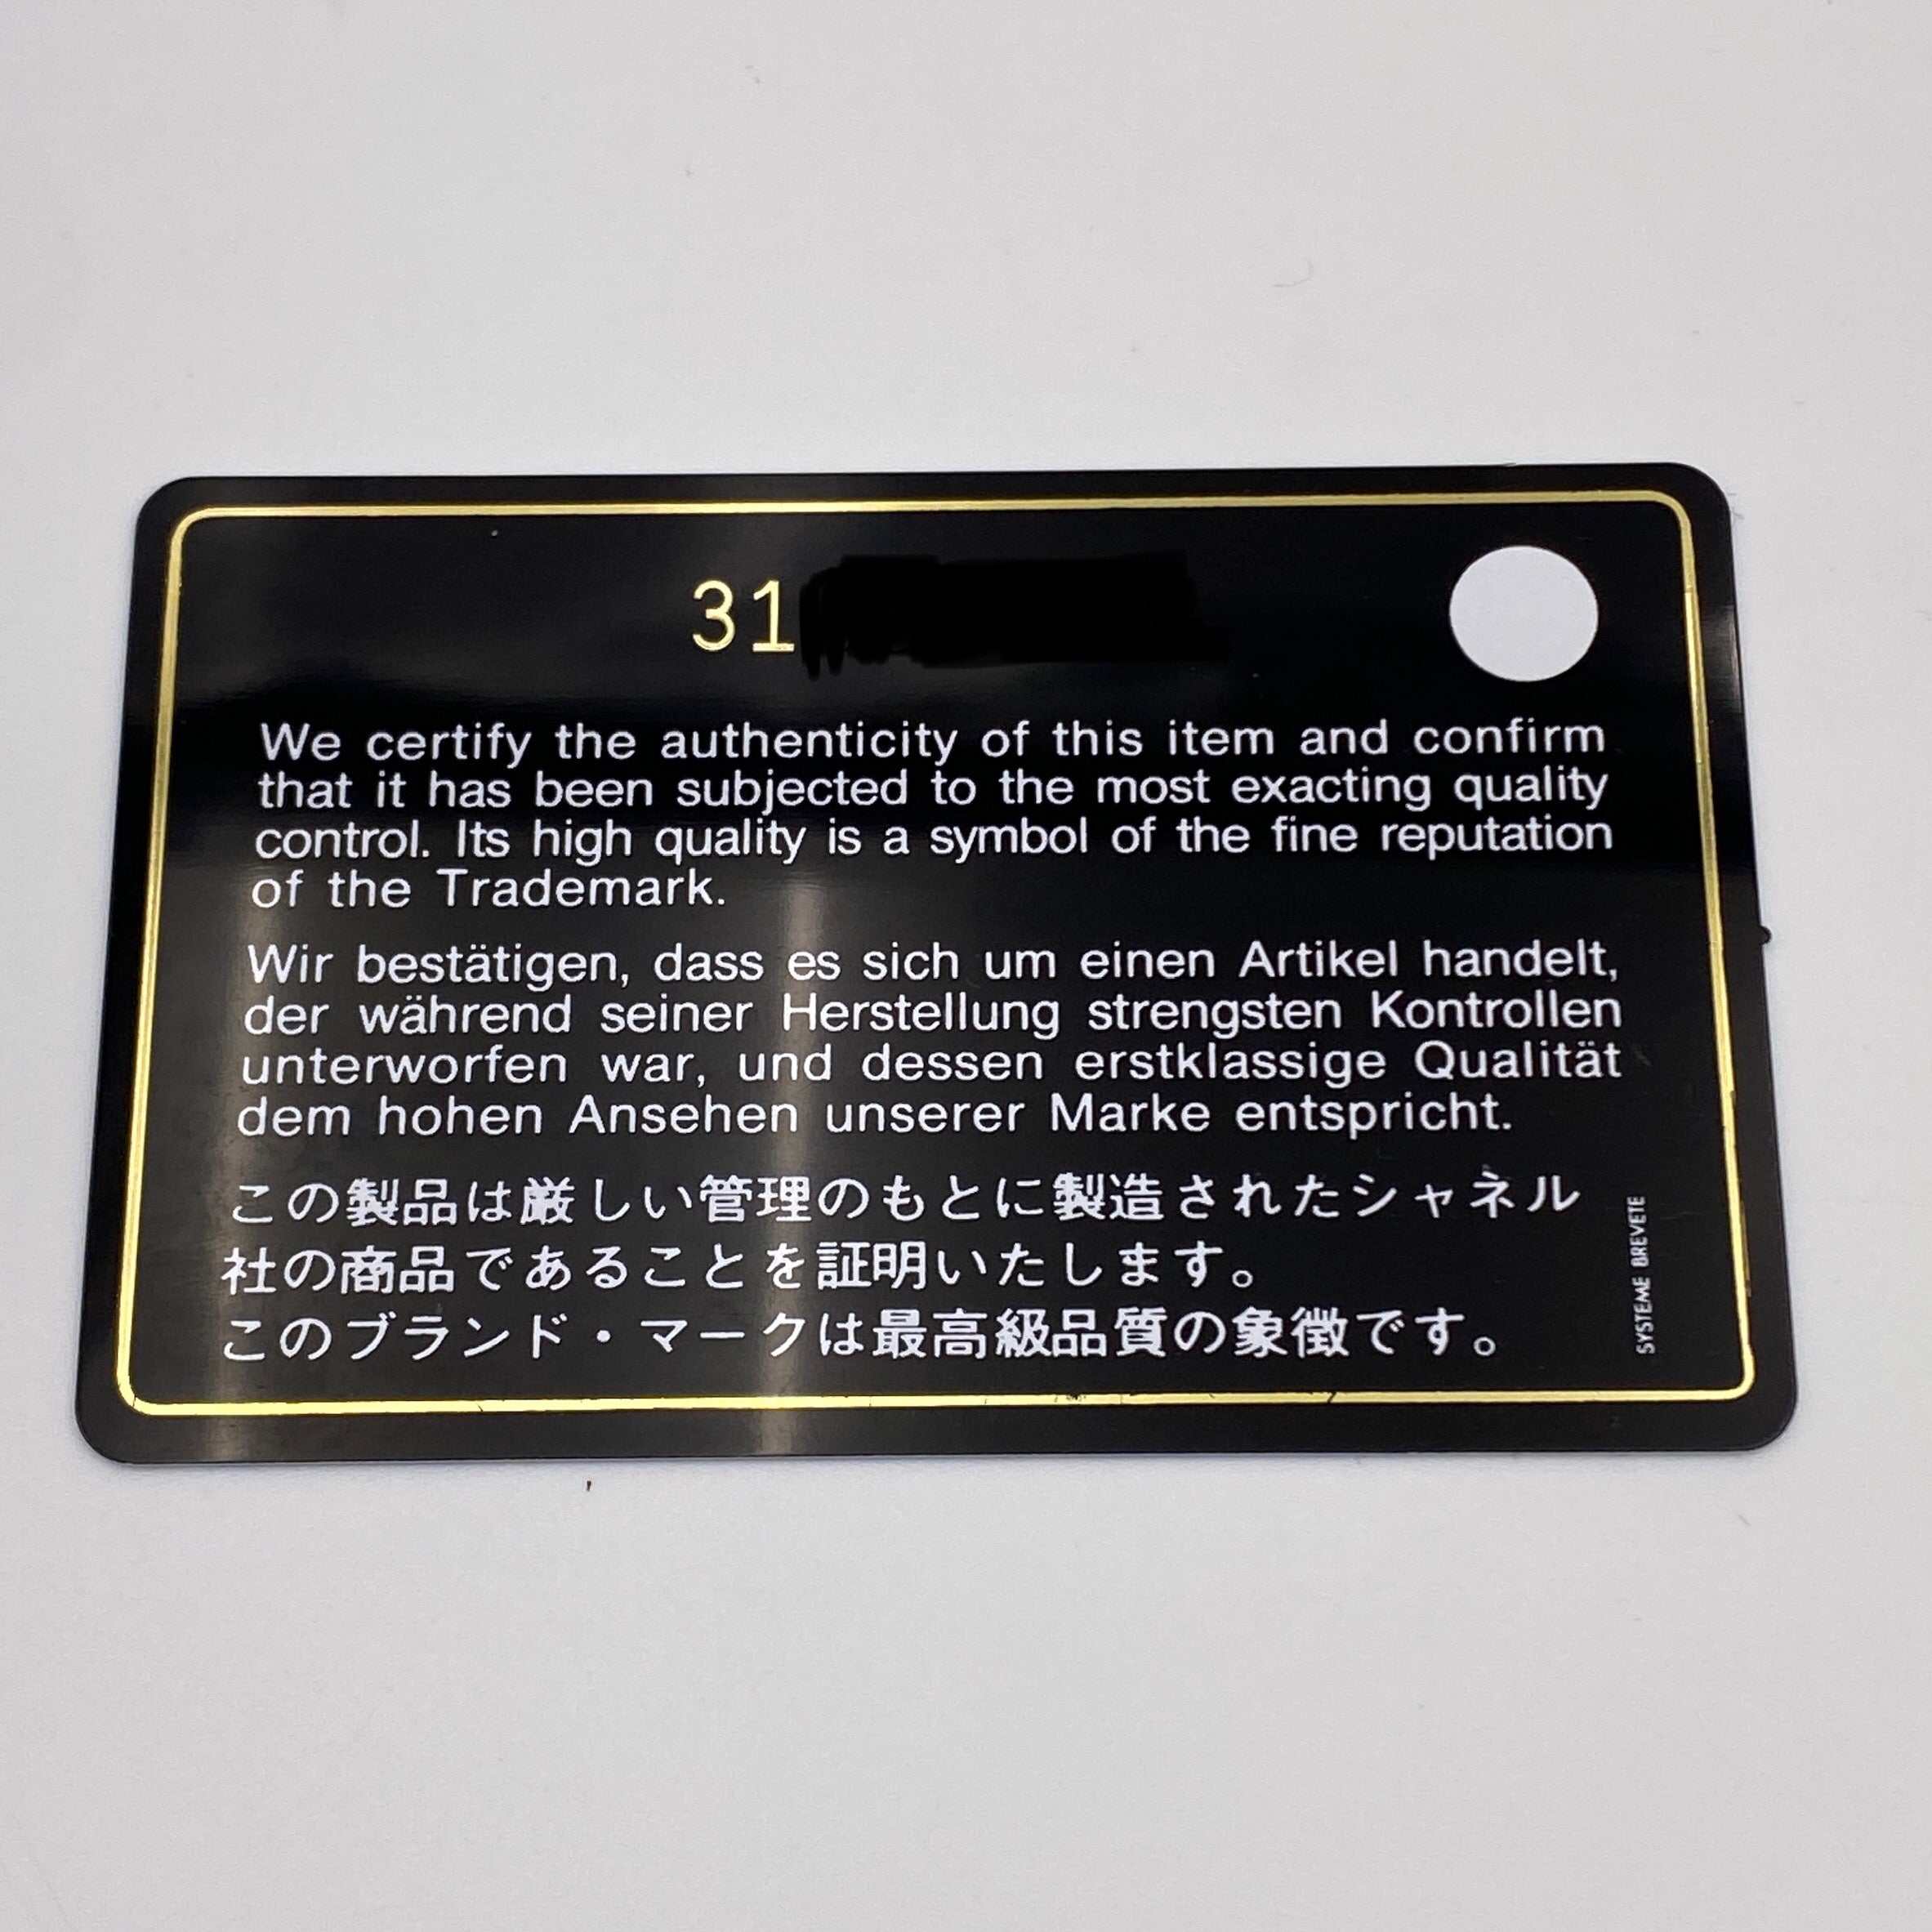 31
We certify the authenticity of this item and confirm
that it has been subjected to the most exacting quality
control. Its high quality is a symbol of the fine reputation
of the Trademark.
Wir bestätigen, dass es sich um einen Artikel handelt,
der während seiner Herstellung strengsten Kontrollen
unterworfen war, und dessen erstklassige Qualität
dem hohen Ansehen unserer Marke entspricht.
この製品は厳しい管理のもとに製造されたシャネル
社の商品であることを証明いたします。
このブランド・マークは最高級品質の象徴です。
SYSTEME BREVETE